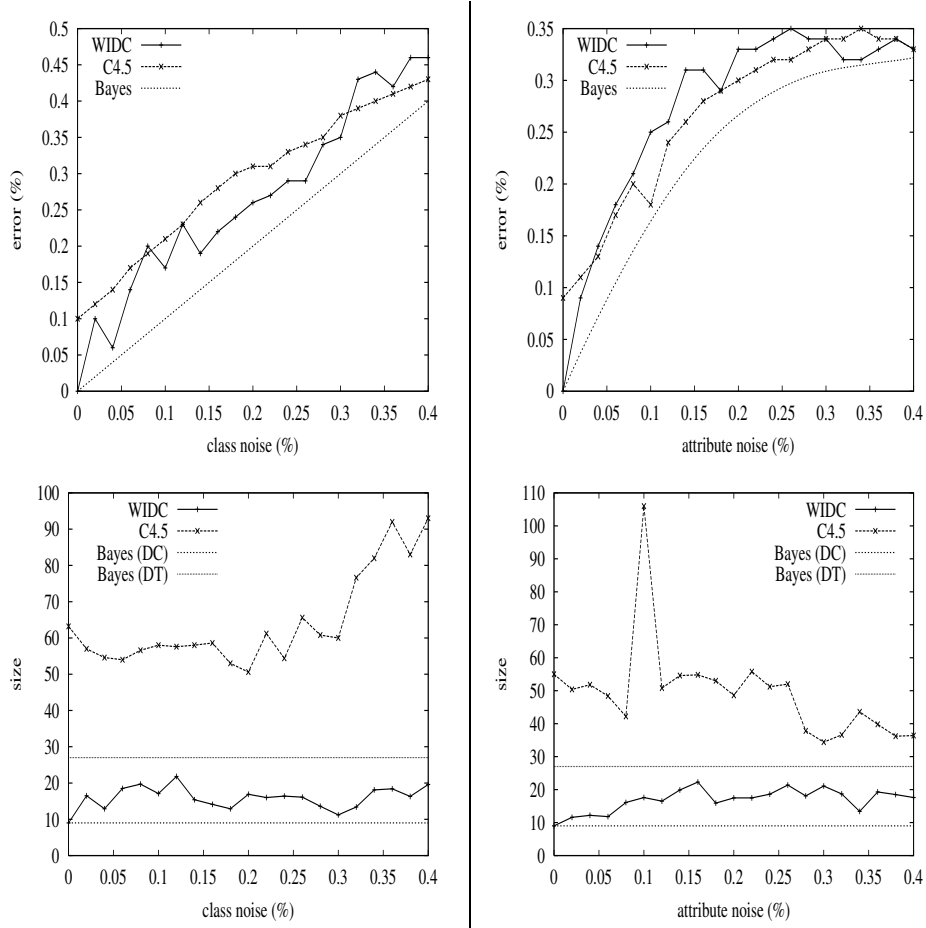 0.5
0.45
0.4
0.35
0.3
0.25
0.2
0.15
0.1
0.05
0
error (%)
WIDC
C4.5
Bayes
0 0.05 0.1 0.15 0.2 0.25 0.3 0.35 0.4
class noise (%)
0.35
0.3
0.25
0.2
0.15
0.1
0.05
0
error (%)
WIDC
C4.5
Bayes
0 0.05 0.1 0.15 0.2 0.25 0.3 0.35 0.4
attribute noise (%)
100
90
80
70
60
50
40
30
20
10
0
size
WIDC
C4.5
Bayes (DC)
Bayes (DT)
0 0.05 0.1 0.15 0.2 0.25 0.3 0.35 0.4
class noise (%)
110
100
90
80
70
60
50
40
30
20
10
0
size
WIDC
C4.5
Bayes (DC)
Bayes (DT)
0 0.05 0.1 0.15 0.2 0.25 0.3 0.35 0.4
attribute noise (%)